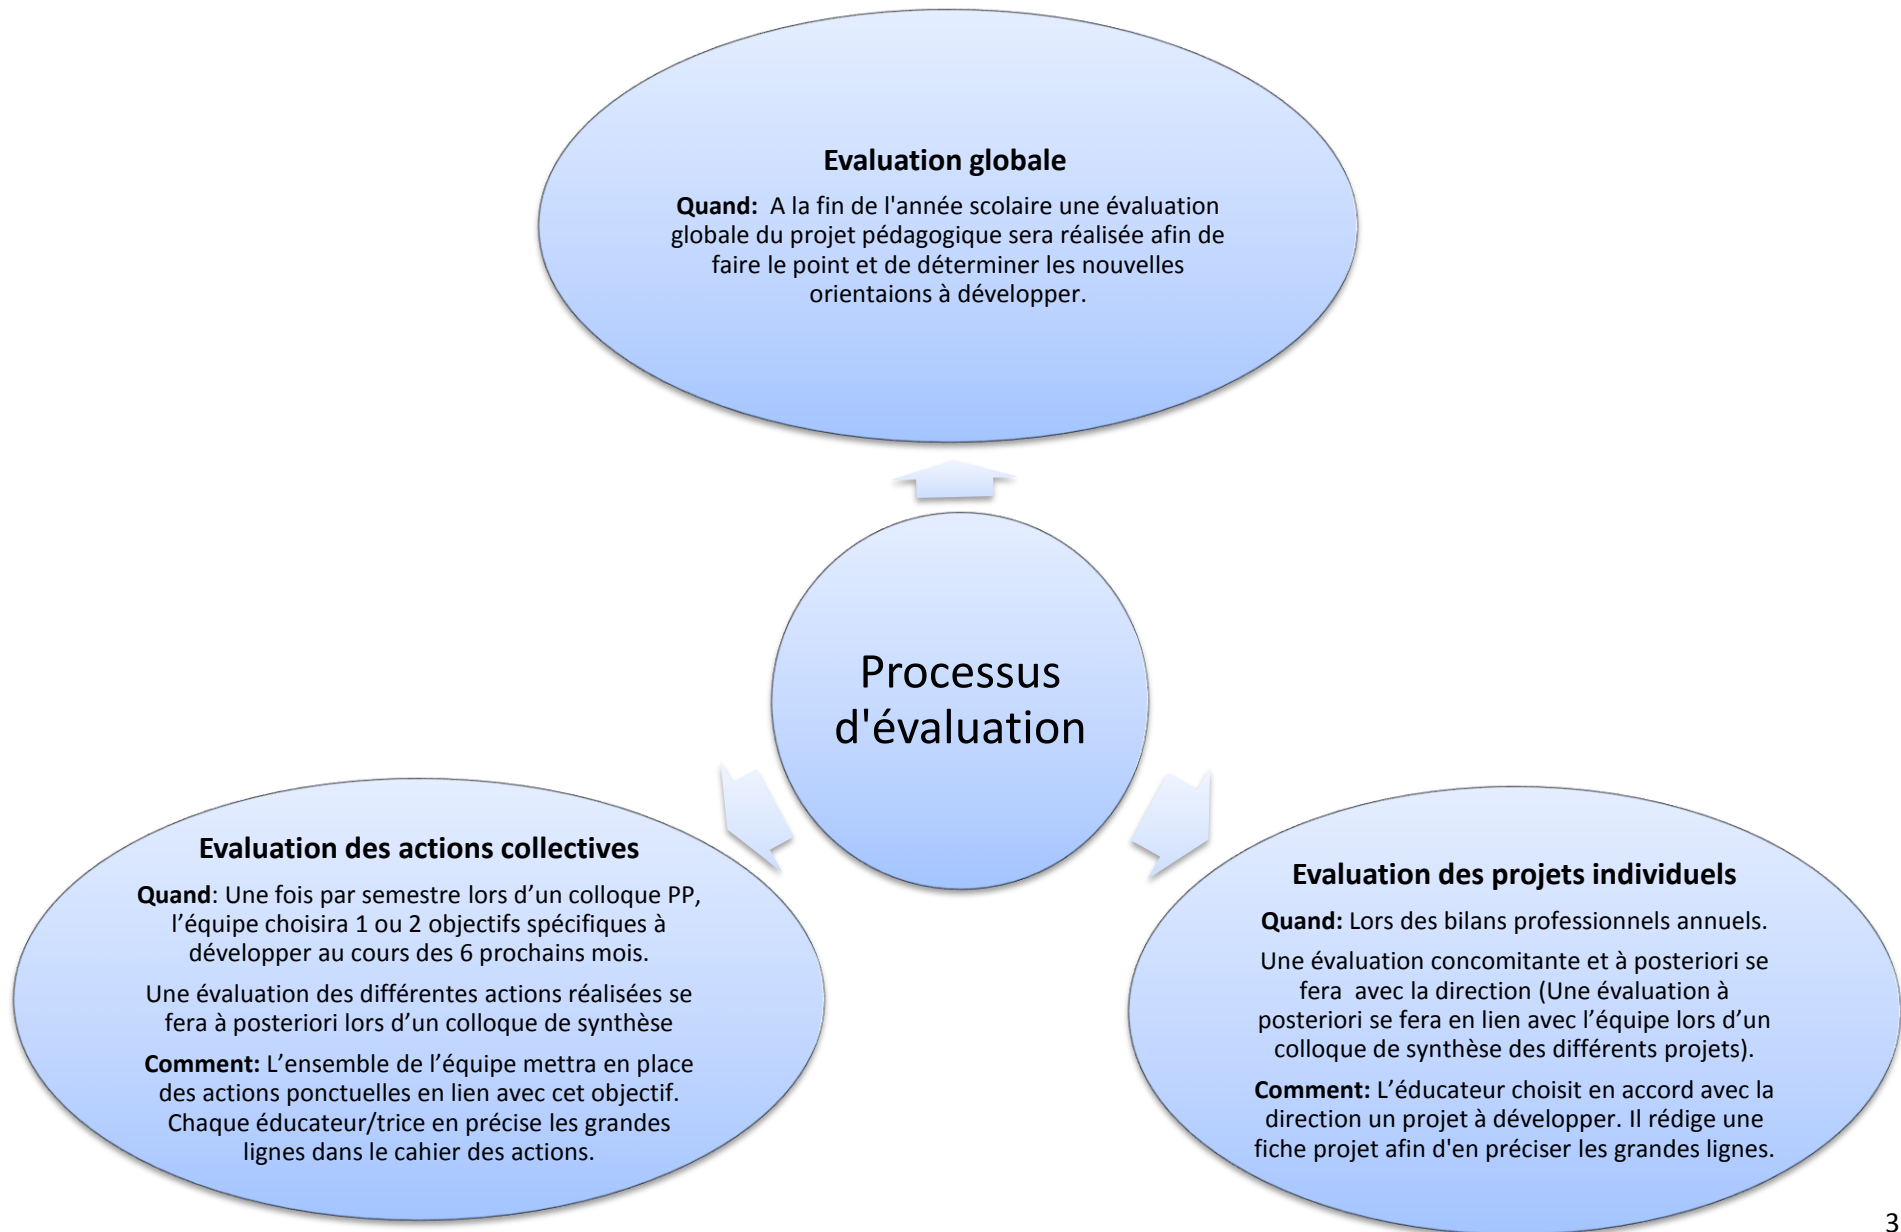 Evaluation globale
Quand:  A la fin de l'année scolaire une évaluation
globale du projet pédagogique sera réalisée afin de
faire le point et de déterminer les nouvelles
orientaions à développer.
Processus
d'évaluation
Evaluation des actions collectives
Quand: Une fois par semestre lors d’un colloque PP,
l’équipe choisira 1 ou 2 objectifs spécifiques à
développer au cours des 6 prochains mois.
Une évaluation des différentes actions réalisées se
fera à posteriori lors d’un colloque de synthèse
Comment: L’ensemble de l’équipe mettra en place
des actions ponctuelles en lien avec cet objectif.
Chaque éducateur/trice en précise les grandes
lignes dans le cahier des actions.
Evaluation des projets individuels
Quand: Lors des bilans professionnels annuels.
Une évaluation concomitante et à posteriori se
fera  avec la direction (Une évaluation à
posteriori se fera en lien avec l’équipe lors d’un
colloque de synthèse des différents projets).
Comment: L’éducateur choisit en accord avec la
direction un projet à développer. Il rédige une
fiche projet afin d'en préciser les grandes lignes.
3